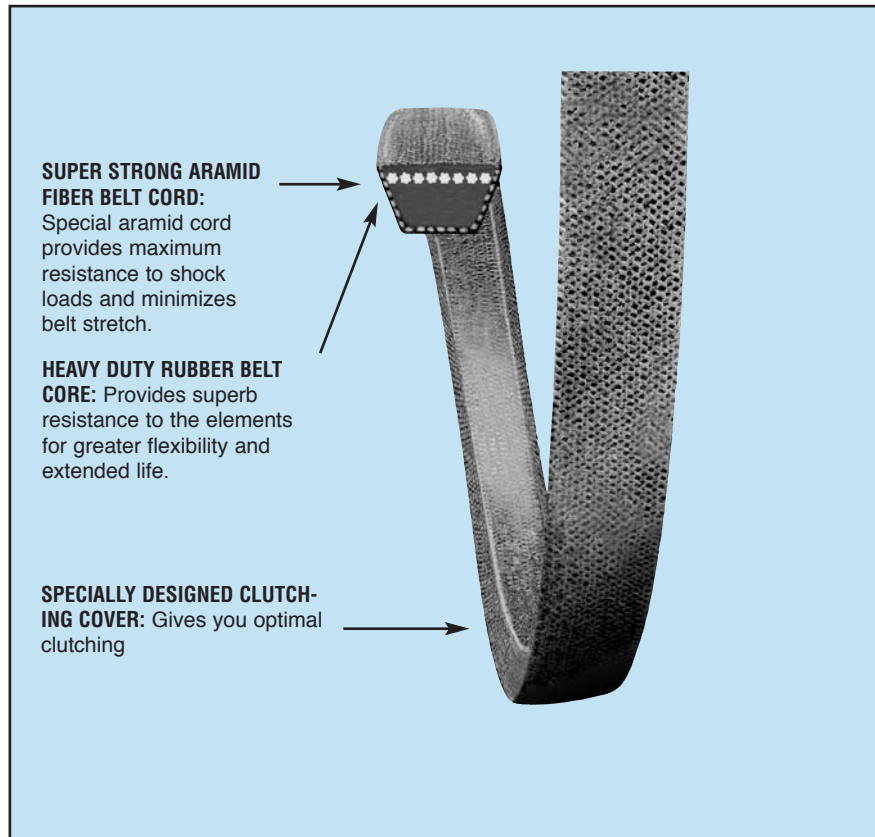 SUPER STRONG ARAMID
FIBER BELT CORD:
Special aramid cord
provides maximum
resistance to shock
loads and minimizes
belt stretch.
HEAVY DUTY RUBBER BELT
CORE: Provides superb
resistance to the elements
for greater flexibility and
extended life.
SPECIALLY DESIGNED CLUTCH-
ING COVER: Gives you optimal
clutching